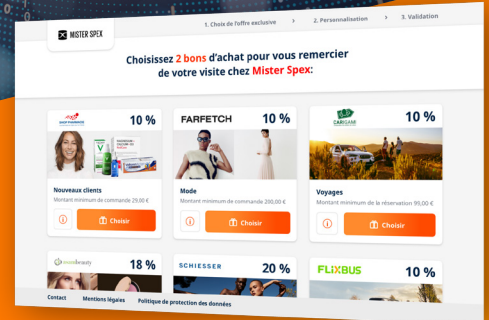 MISTER SPEX
1. Choix de l'offre exclusive > 2. Personnalisation > 3. Validation
Choisissez 2 bons d'achat pour vous remercier
de votre visite chez Mister Spex:
10 %
FARFETCH 10 %
CARIGAMI 10 %
Nouveaux clients
Montant minimum de commande 29,00 €
Choisir
Mode
Montant minimum de commande 200,00 €
Choisir
Voyages
Montant minimum de la réservation 99,00 €
Choisir
18 %
SCHIESSER 20 %
FLiXBUS 10 %
Contact Mentions légales Politique de protection des données